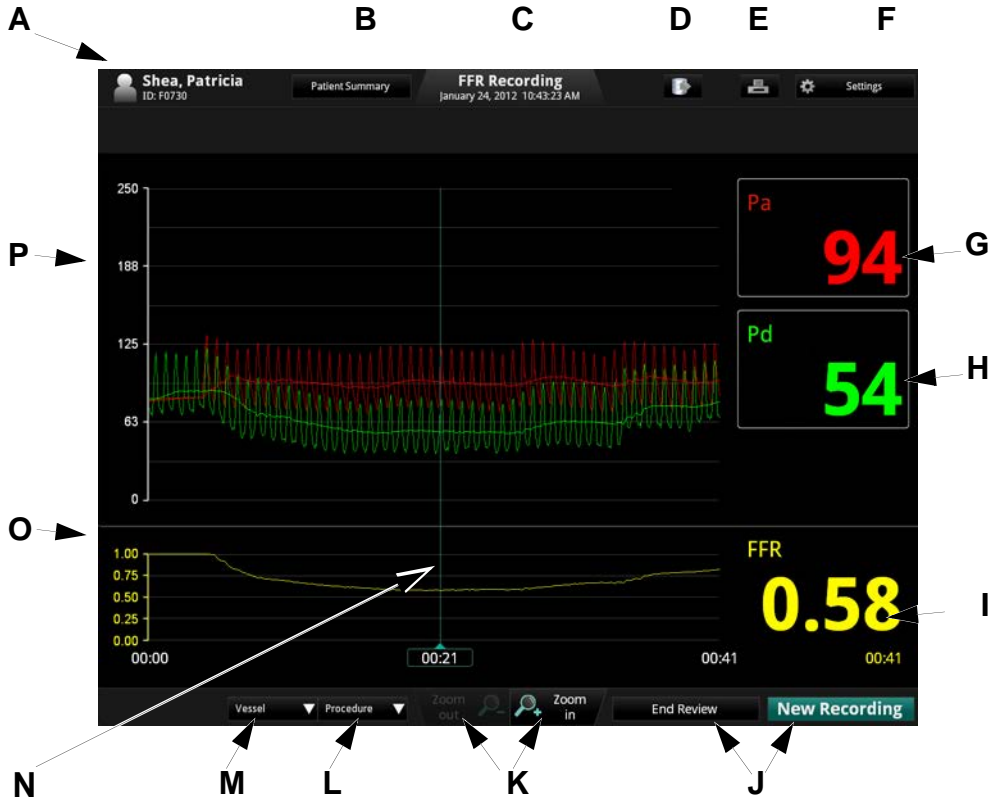 A
B
C
D
E
F
Shea, Patricia
ID: F0730
Patient Summary
FFR Recording
January 24, 2012 10:43:23 AM
Settings
250
188
125
63
0
P
Pa
94
G
Pd
54
H
O
1.00
0.75
0.50
0.25
0.00
FFR
0.58
I
00:00
00:21
00:41
00:41
Vessel
Procedure
Zoom
out
Zoom
in
End Review
New Recording
N
M
L
K
J